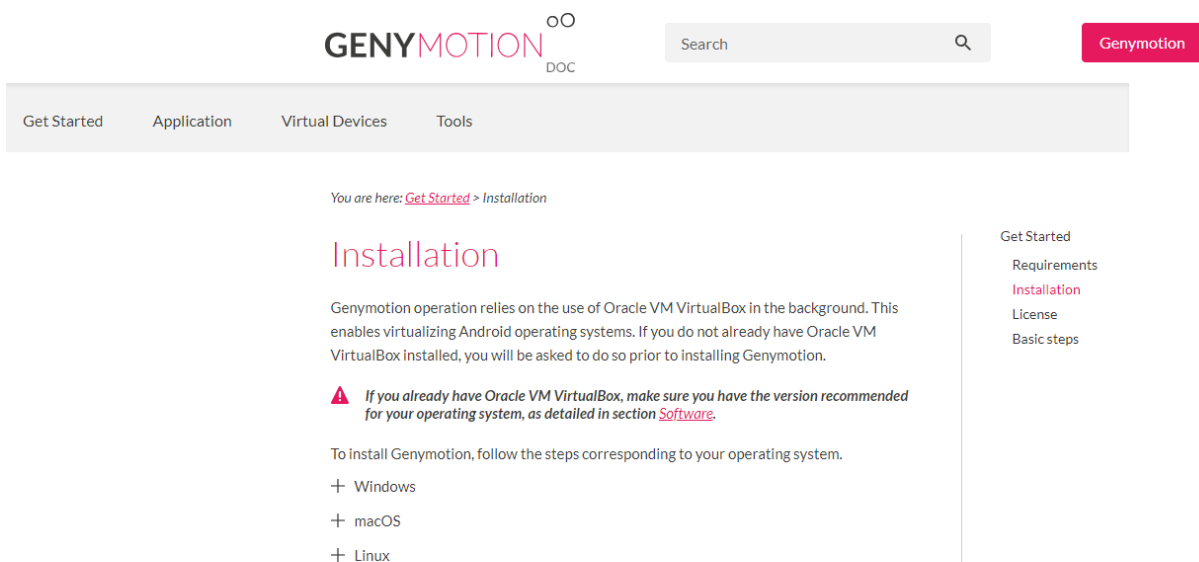 GENYMOTION
DOC
Search
Genymotion
Get Started
Application
Virtual Devices
Tools
You are here: Get Started > Installation
Installation
Genymotion operation relies on the use of Oracle VM VirtualBox in the background. This
enables virtualizing Android operating systems. If you do not already have Oracle VM
VirtualBox installed, you will be asked to do so prior to installing Genymotion.
If you already have Oracle VM VirtualBox, make sure you have the version recommended
for your operating system, as detailed in section Software.
To install Genymotion, follow the steps corresponding to your operating system.
Windows
macOS
Linux
Get Started
Requirements
Installation
License
Basic steps